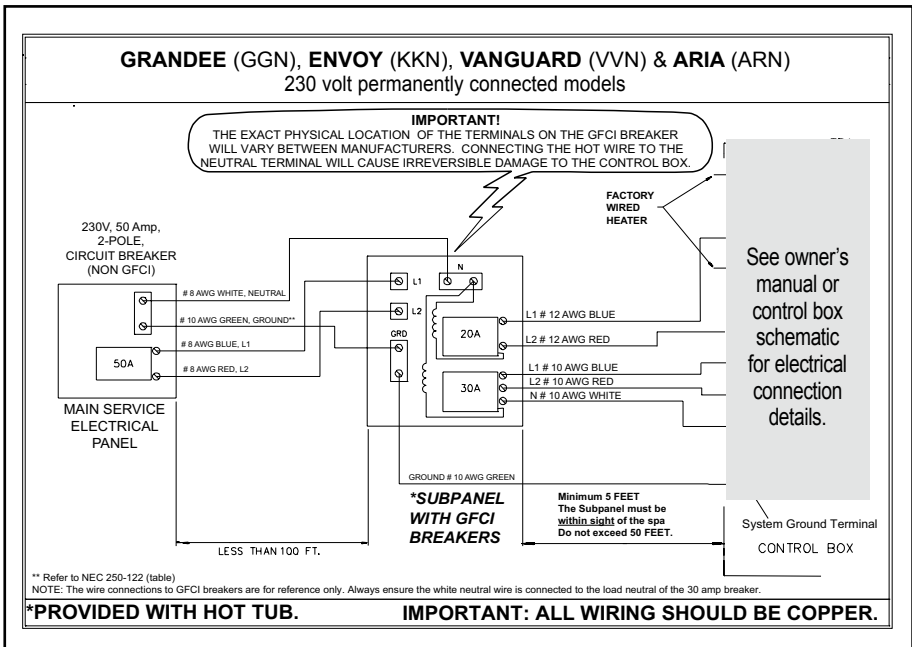 GRANDEE (GGN), ENVOY (KKN), VANGUARD (VVN) & ARIA (ARN)
230 volt permanently connected models
IMPORTANT!
THE EXACT PHYSICAL LOCATION OF THE TERMINALS ON THE GFCI BREAKER
WILL VARY BETWEEN MANUFACTURERS. CONNECTING THE HOT WIRE TO THE
NEUTRAL TERMINAL WILL CAUSE IRREVERSIBLE DAMAGE TO THE CONTROL BOX.
FACTORY
WIRED
HEATER
230V, 50 Amp,
2-POLE,
CIRCUIT BREAKER
(NON GFCI)
# 8 AWG WHITE, NEUTRAL
# 10 AWG GREEN, GROUND**
# 8 AWG BLUE, L1
# 8 AWG RED, L2
50A
MAIN SERVICE
ELECTRICAL
PANEL
L1
N
L2
GRD
20A
30A
L1 # 12 AWG BLUE
L2 # 12 AWG RED
L1 # 10 AWG BLUE
L2 # 10 AWG RED
N # 10 AWG WHITE
See owner's
manual or
control box
schematic
for electrical
connection
details.
GROUND # 10 AWG GREEN
*SUBPANEL
WITH GFCI
BREAKERS
Minimum 5 FEET
The Subpanel must be
within sight of the spa
Do not exceed 50 FEET.
System Ground Terminal
CONTROL BOX
LESS THAN 100 FT.
** Refer to NEC 250-122 (table)
NOTE: The wire connections to GFCI breakers are for reference only. Always ensure the white neutral wire is connected to the load neutral of the 30 amp breaker.
*PROVIDED WITH HOT TUB.
IMPORTANT: ALL WIRING SHOULD BE COPPER.